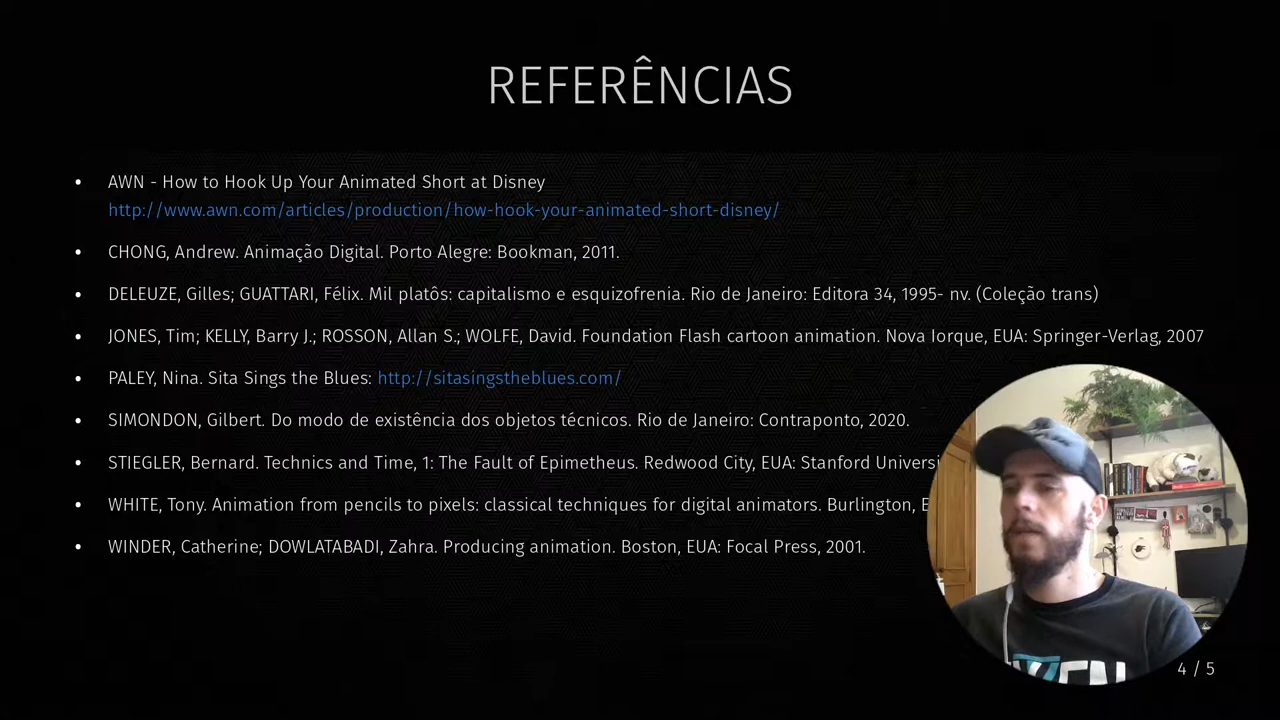 REFERÊNCIAS
• AWN - How to Hook Up Your Animated Short at Disney
http://www.awn.com/articles/production/how-hook-your-animated-short-disney/
• CHONG, Andrew. Animação Digital. Porto Alegre: Bookman, 2011.
• DELEUZE, Gilles; GUATTARI, Félix. Mil platôs: capitalismo e esquizofrenia. Rio de Janeiro: Editora 34, 1995- nv. (Coleção trans)
• JONES, Tim; KELLY, Barry J.; ROSSON, Allan S.; WOLFE, David. Foundation Flash cartoon animation. Nova Iorque, EUA: Springer-Verlag, 2007
• PALEY, Nina. Sita Sings the Blues: http://sitasingstheblues.com/
• SIMONDON, Gilbert. Do modo de existência dos objetos técnicos. Rio de Janeiro: Contraponto, 2020.
• STIEGLER, Bernard. Technics and Time, 1: The Fault of Epimetheus. Redwood City, EUA: Stanford Universi
• WHITE, Tony. Animation from pencils to pixels: classical techniques for digital animators. Burlington, E
• WINDER, Catherine; DOWLATABADI, Zahra. Producing animation. Boston, EUA: Focal Press, 2001.
4 / 5